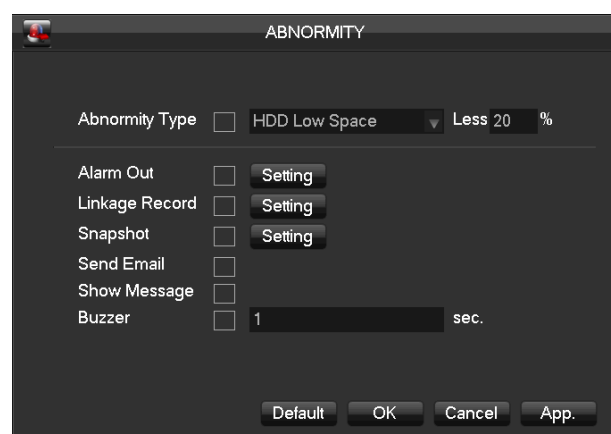 ABNORMITY
Abnormity Type HDD Low Space Less 20 %
Alarm Out Setting
Linkage Record Setting
Snapshot Setting
Send Email
Show Message
Buzzer 1 sec.
Default OK Cancel App.